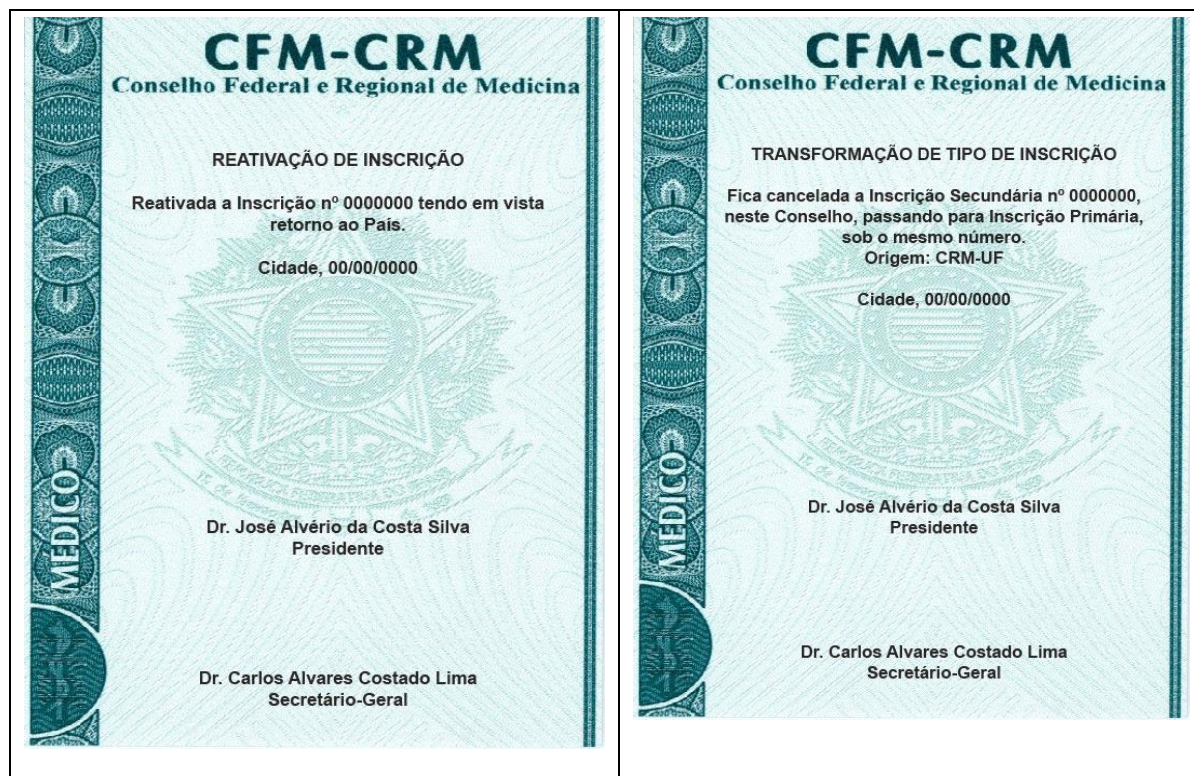 CFM-CRM
Conselho Federal e Regional de Medicina
REATIVAÇÃO DE INSCRIÇÃO
Reativada a Inscrição nº 0000000 tendo em vista
retorno ao País.
Cidade, 00/00/0000
MÉDICO
Dr. José Alvério da Costa Silva
Presidente
Dr. Carlos Alvares Costado Lima
Secretário-Geral
CFM-CRM
Conselho Federal e Regional de Medicina
TRANSFORMAÇÃO DE TIPO DE INSCRIÇÃO
Fica cancelada a Inscrição Secundária nº 0000000,
neste Conselho, passando para Inscrição Primária,
sob o mesmo número.
Origem: CRM-UF
Cidade, 00/00/0000
MÉDICO
Dr. José Alvério da Costa Silva
Presidente
Dr. Carlos Alvares Costado Lima
Secretário-Geral